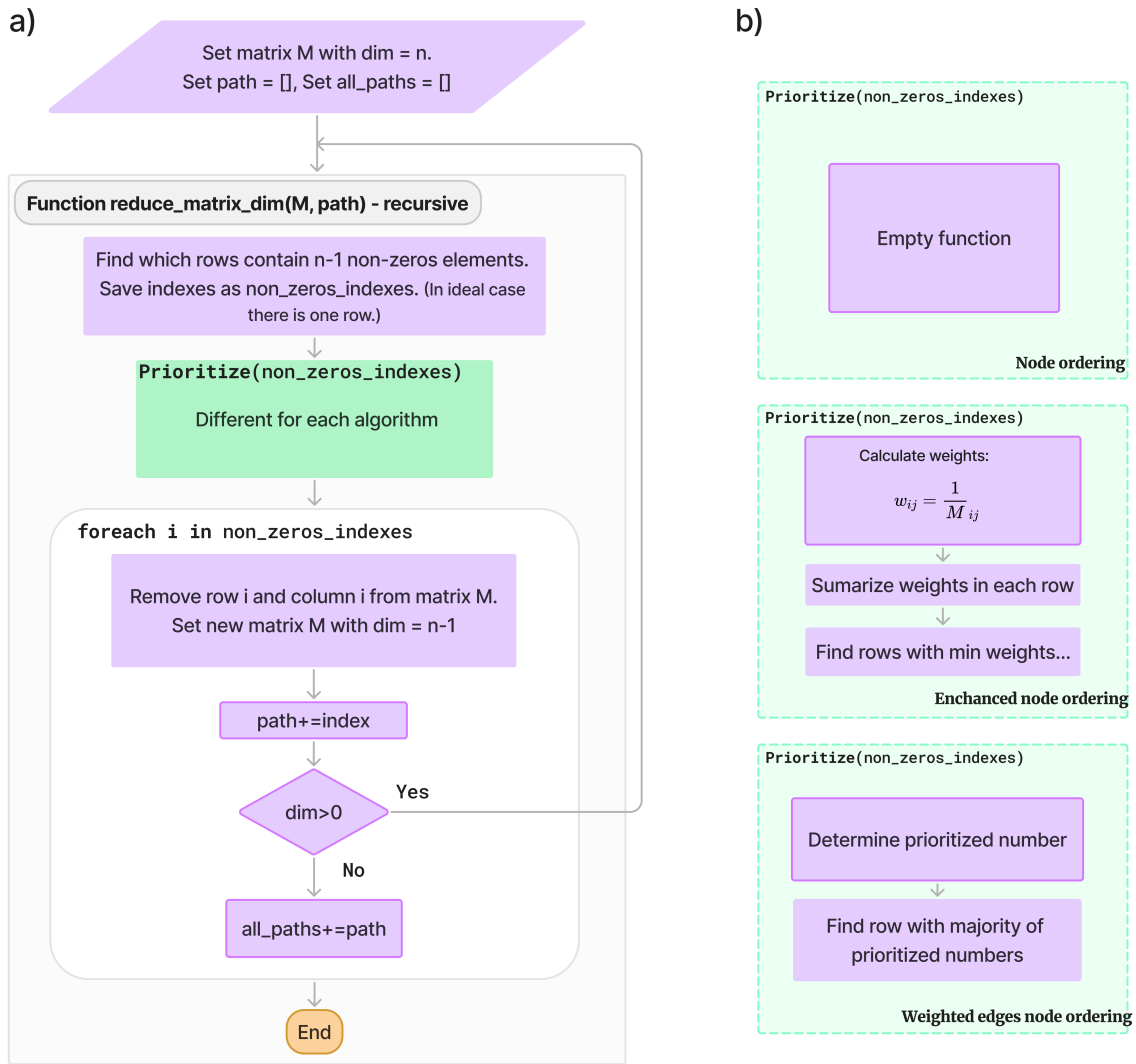 a)
Set matrix M with dim = n.
Set path = [], Set all_paths = []
Function reduce_matrix_dim(M, path) - recursive
Find which rows contain n-1 non-zeros elements.
Save indexes as non_zeros_indexes. (In ideal case
there is one row.)
Prioritize(non_zeros_indexes)
Different for each algorithm
foreach i in non_zeros_indexes
Remove row i and column i from matrix M.
Set new matrix M with dim = n-1
path+=index
dim>0
Yes
No
all_paths+=path
End
b)
Prioritize(non_zeros_indexes)
Empty function
Node ordering
Prioritize(non_zeros_indexes)
Calculate weights:
w_{ij} = \frac{1}{M}_{ij}
Sumarize weights in each row
Find rows with min weights...
Enchanced node ordering
Prioritize(non_zeros_indexes)
Determine prioritized number
Find row with majority of
prioritized numbers
Weighted edges node ordering